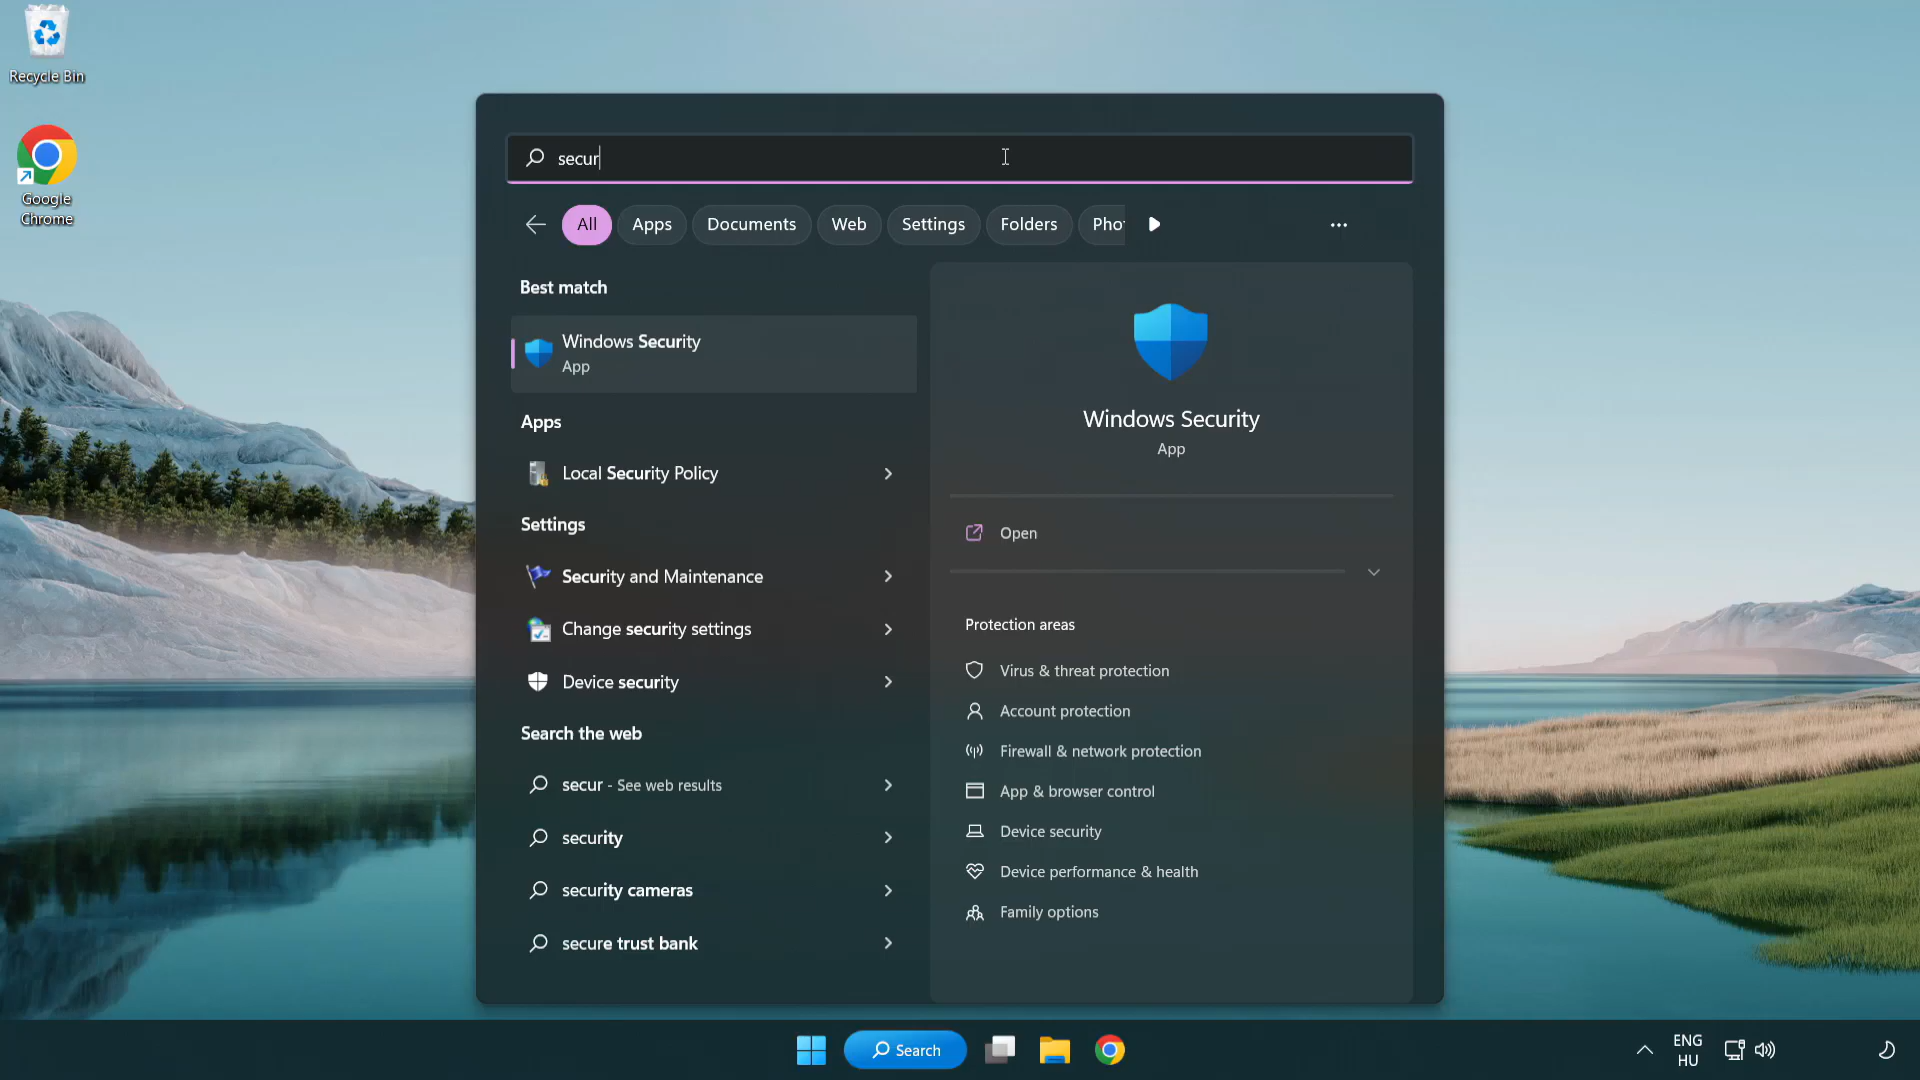 Recycle Bin
Google
Chrome
secur
All
Apps
Documents
Web
Settings
Folders
Pho
Best match
Windows Security
App
Apps
Local Security Policy
Settings
Security and Maintenance
Change security settings
Device security
Search the web
secur - See web results
security
security cameras
secure trust bank
Windows Security
App
Open
Protection areas
Virus & threat protection
Account protection
Firewall & network protection
App & browser control
Device security
Device performance & health
Family options
Search
ENG
HU